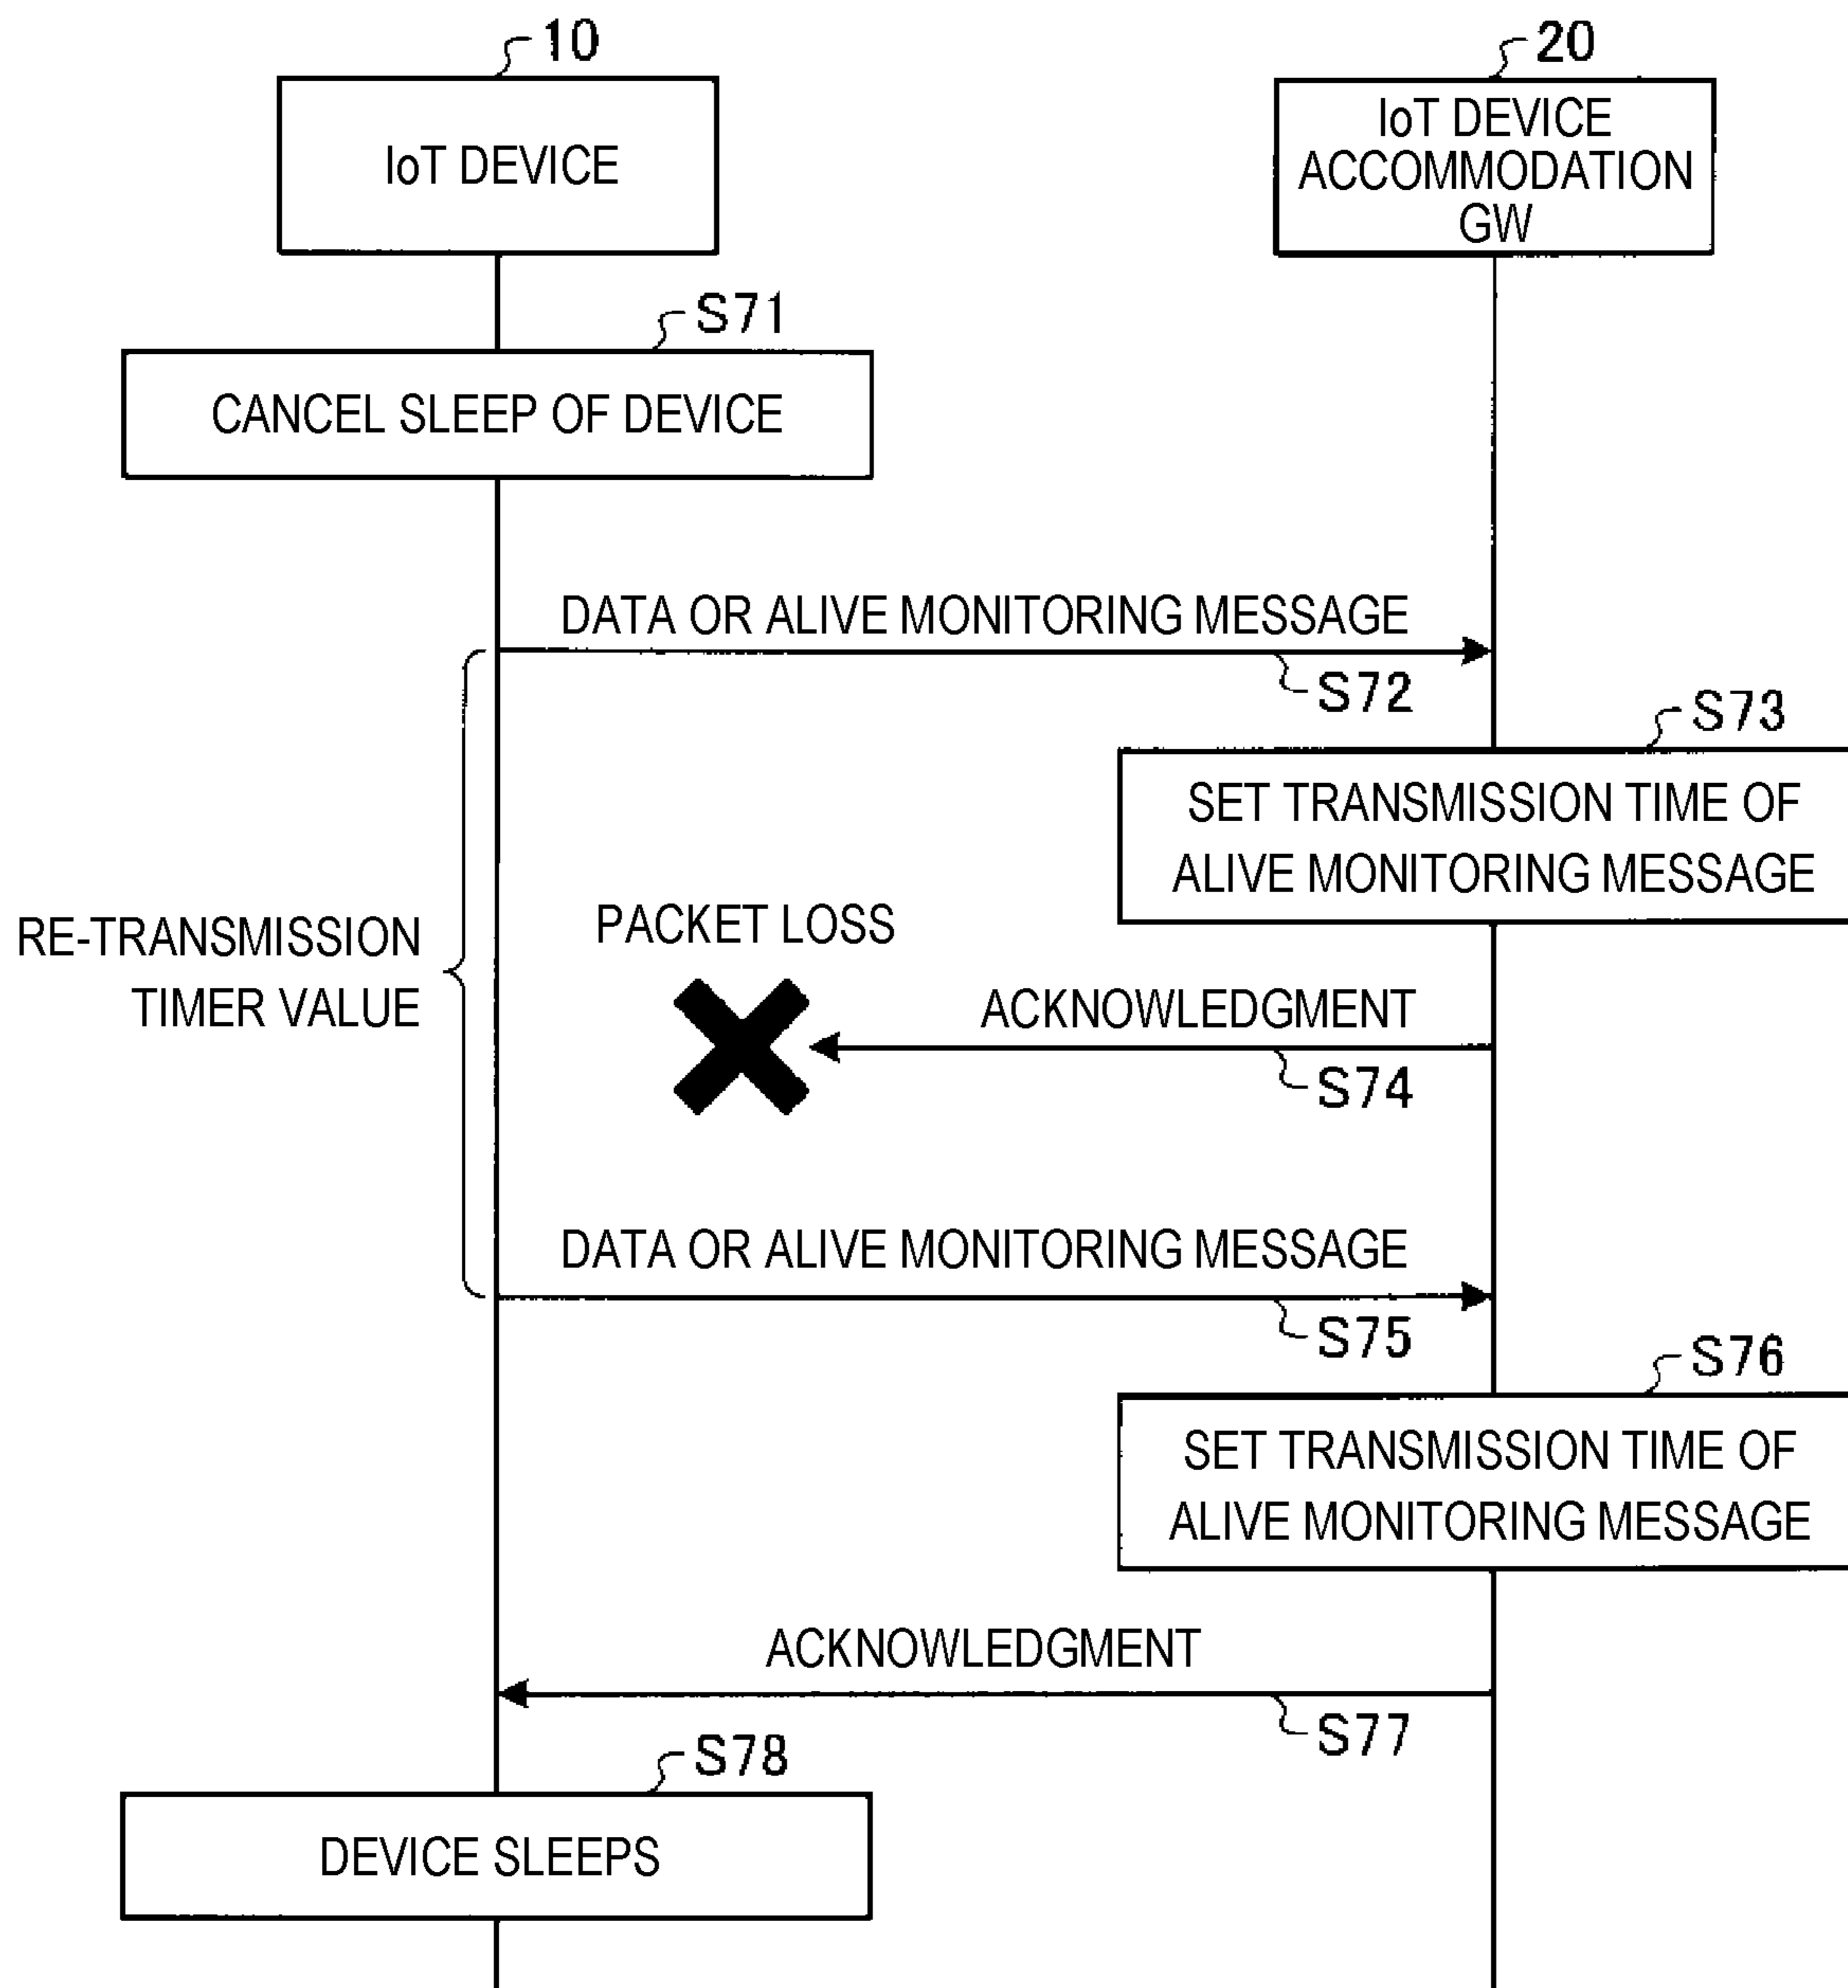 10
20
IoT DEVICE
IoT DEVICE
ACCOMMODATION
GW
S71
CANCEL SLEEP OF DEVICE
DATA OR ALIVE MONITORING MESSAGE
S72
S73
SET TRANSMISSION TIME OF
ALIVE MONITORING MESSAGE
RE-TRANSMISSION
TIMER VALUE
PACKET LOSS
ACKNOWLEDGMENT
S74
DATA OR ALIVE MONITORING MESSAGE
S75
S76
SET TRANSMISSION TIME OF
ALIVE MONITORING MESSAGE
ACKNOWLEDGMENT
S77
S78
DEVICE SLEEPS